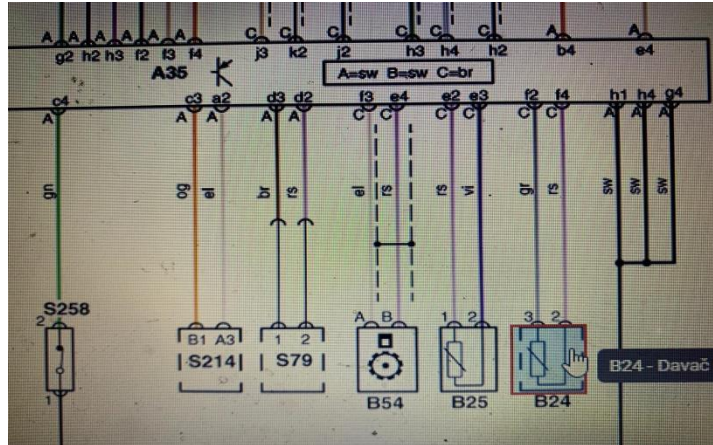 A A A A A A C C C C C C A A
g2 h2 h3 f2 f3 f4 j3 k2 j2 h3 h4 h2 b4 e4
A35
A=sw B=sw C=br
c4 c3 a2 d3 d2 f3 e4 e2 e3 f2 f4 h1 h4 g4
A A A A A C C C C C C A A A
gn og el br rs el rs rs vi gr rs sw sw sw
S258
2 B1 A3 1 2 A B 1 2 3 2
S214 S79
B24 - Davač
1 B54 B25 B24